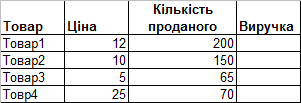 Товар Ціна Кількість проданого Виручка
Товар1 12 200
Товар2 10 150
Товар3 5 65
Товр4 25 70